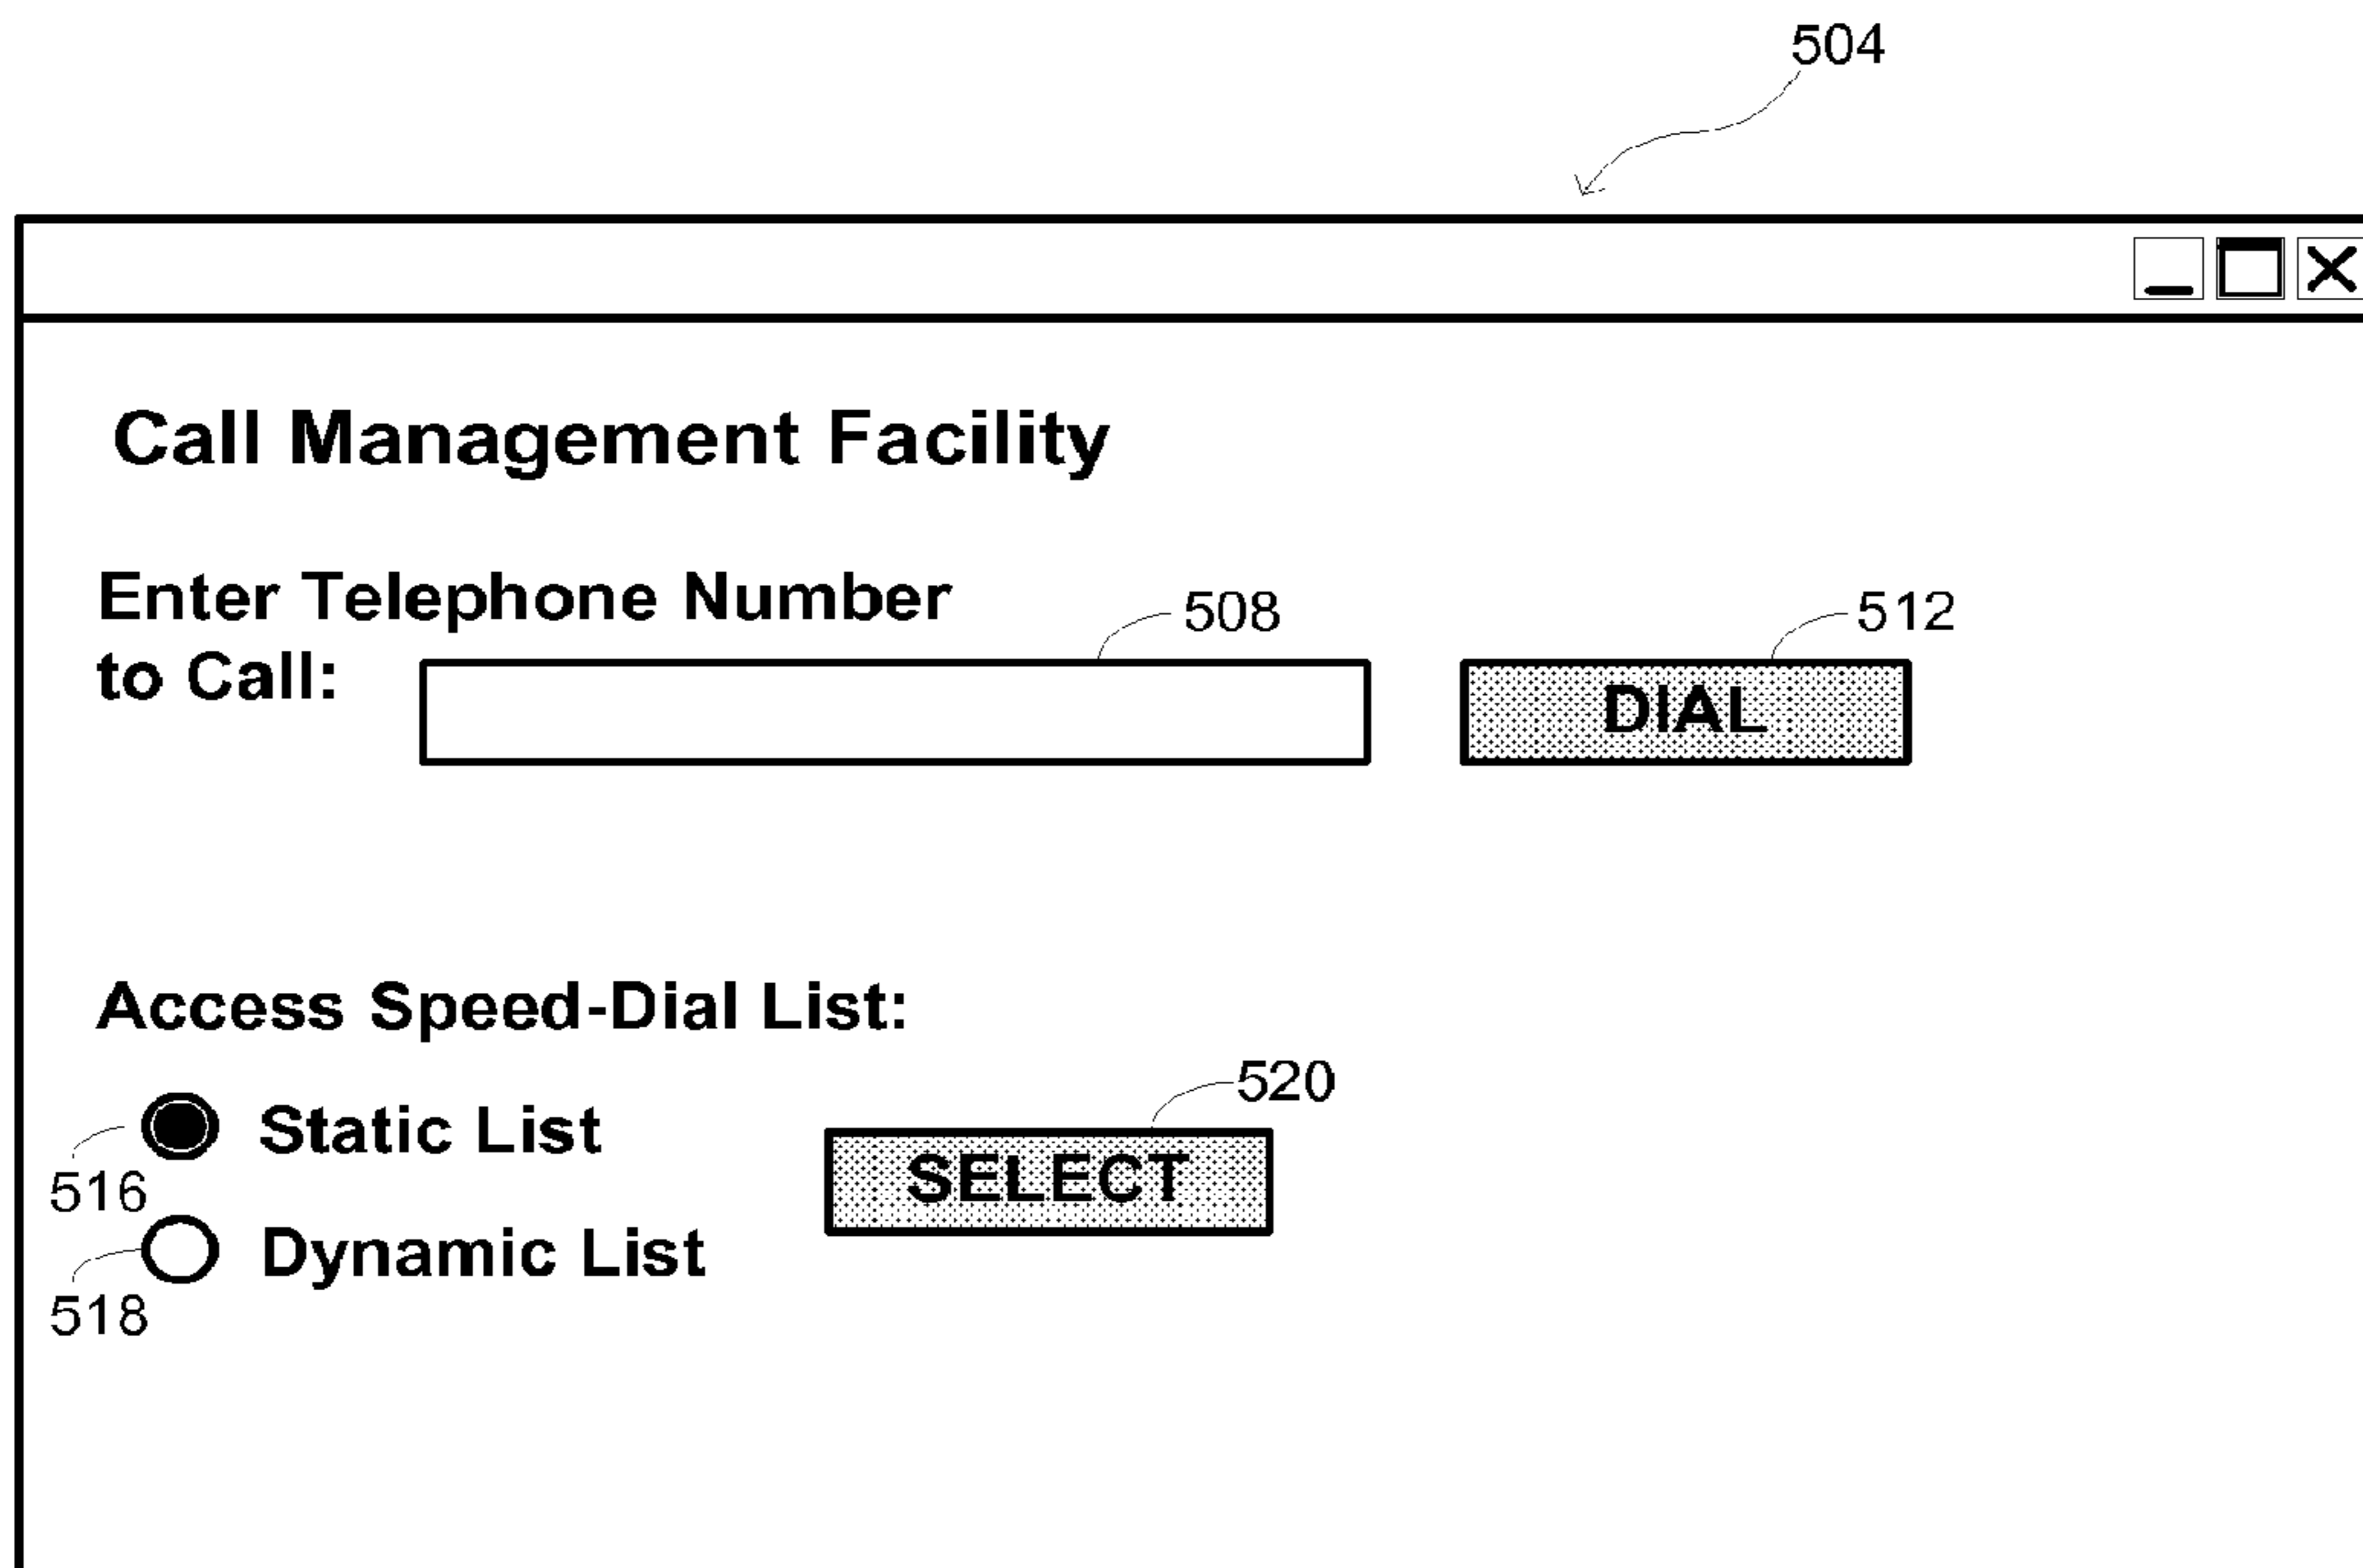 504
Call Management Facility
Enter Telephone Number
to Call:
508
512
DIAL
Access Speed-Dial List:
520
Static List
SELECT
516
Dynamic List
518